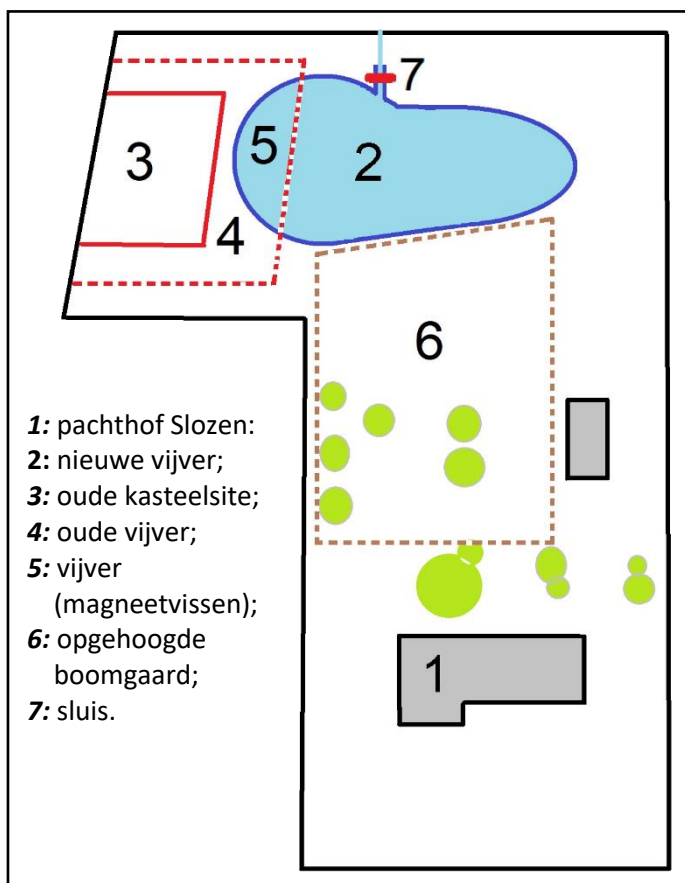 7
5
2
3
4
6
1: pachthof Slozen:
2: nieuwe vijver;
3: oude kasteelsite;
4: oude vijver;
5: vijver
(magneetvissen);
6: opgehoogde
boomgaard;
7: sluis.
1